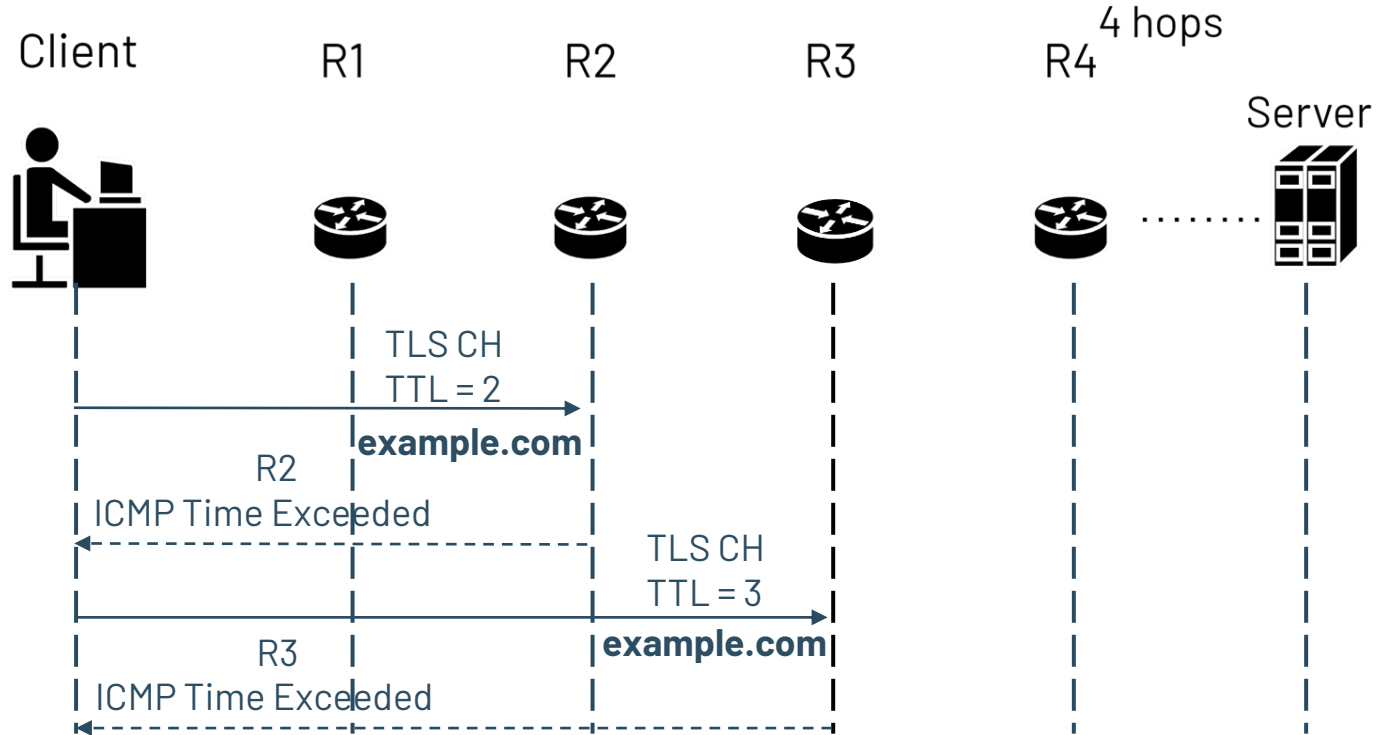 Client
R1
R2
R3
R4
4 hops
Server
TLS CH
TTL = 2
example.com
R2
ICMP Time Exceeded
TLS CH
TTL = 3
example.com
R3
ICMP Time Exceeded